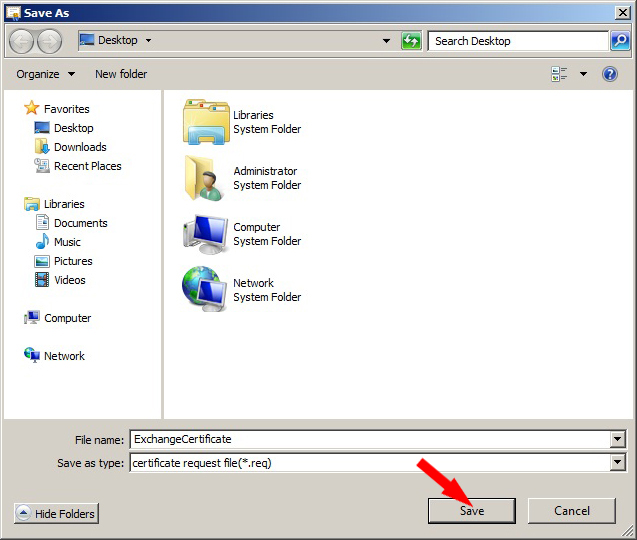 Save As
Desktop
Search Desktop
Organize
New folder
Favorites
Desktop
Downloads
Recent Places
Libraries
Documents
Music
Pictures
Videos
Computer
Network
Libraries
System Folder
Administrator
System Folder
Computer
System Folder
Network
System Folder
File name: ExchangeCertificate
Save as type: certificate request file(*.req)
Hide Folders
Save
Cancel